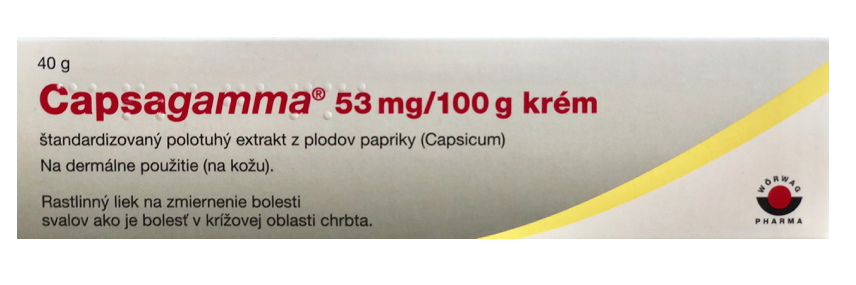 40 g
Capsagamma® 53 mg/100 g krém
štandardizovaný polotuhý extrakt z plodov papriky (Capsicum)
Na dermálne použitie (na kožu).
Rastlinný liek na zmiernenie bolesti
svalov ako je bolesť v krížovej oblasti chrbta.
WÖRWAG
PHARMA